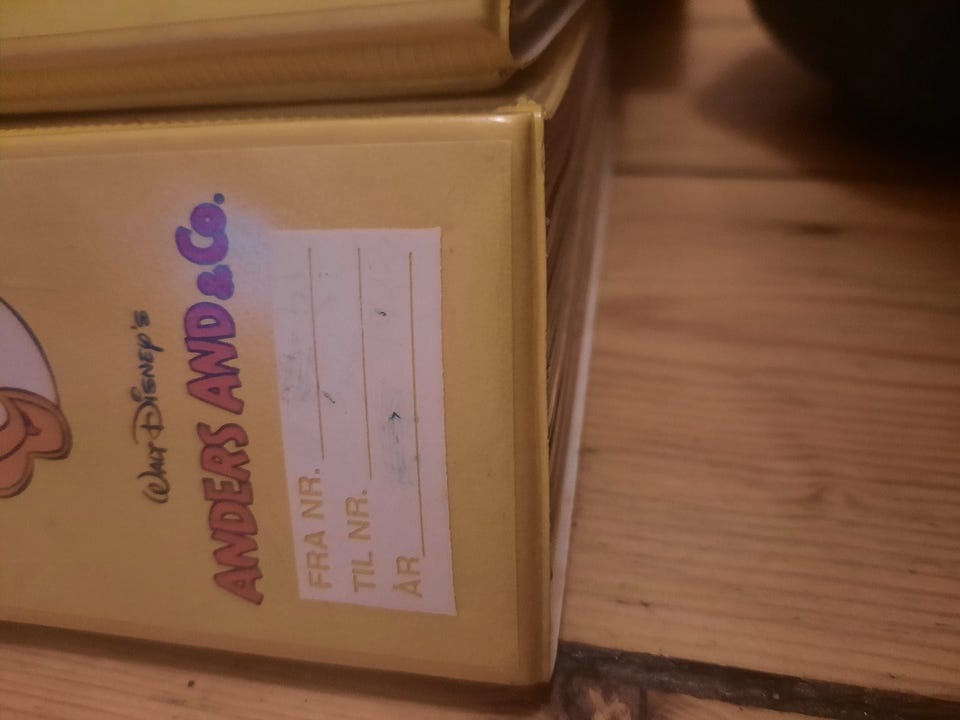 WALT DISNEY'S
ANDERS AND & CO.
FRA NR.
TIL NR.
ÅR